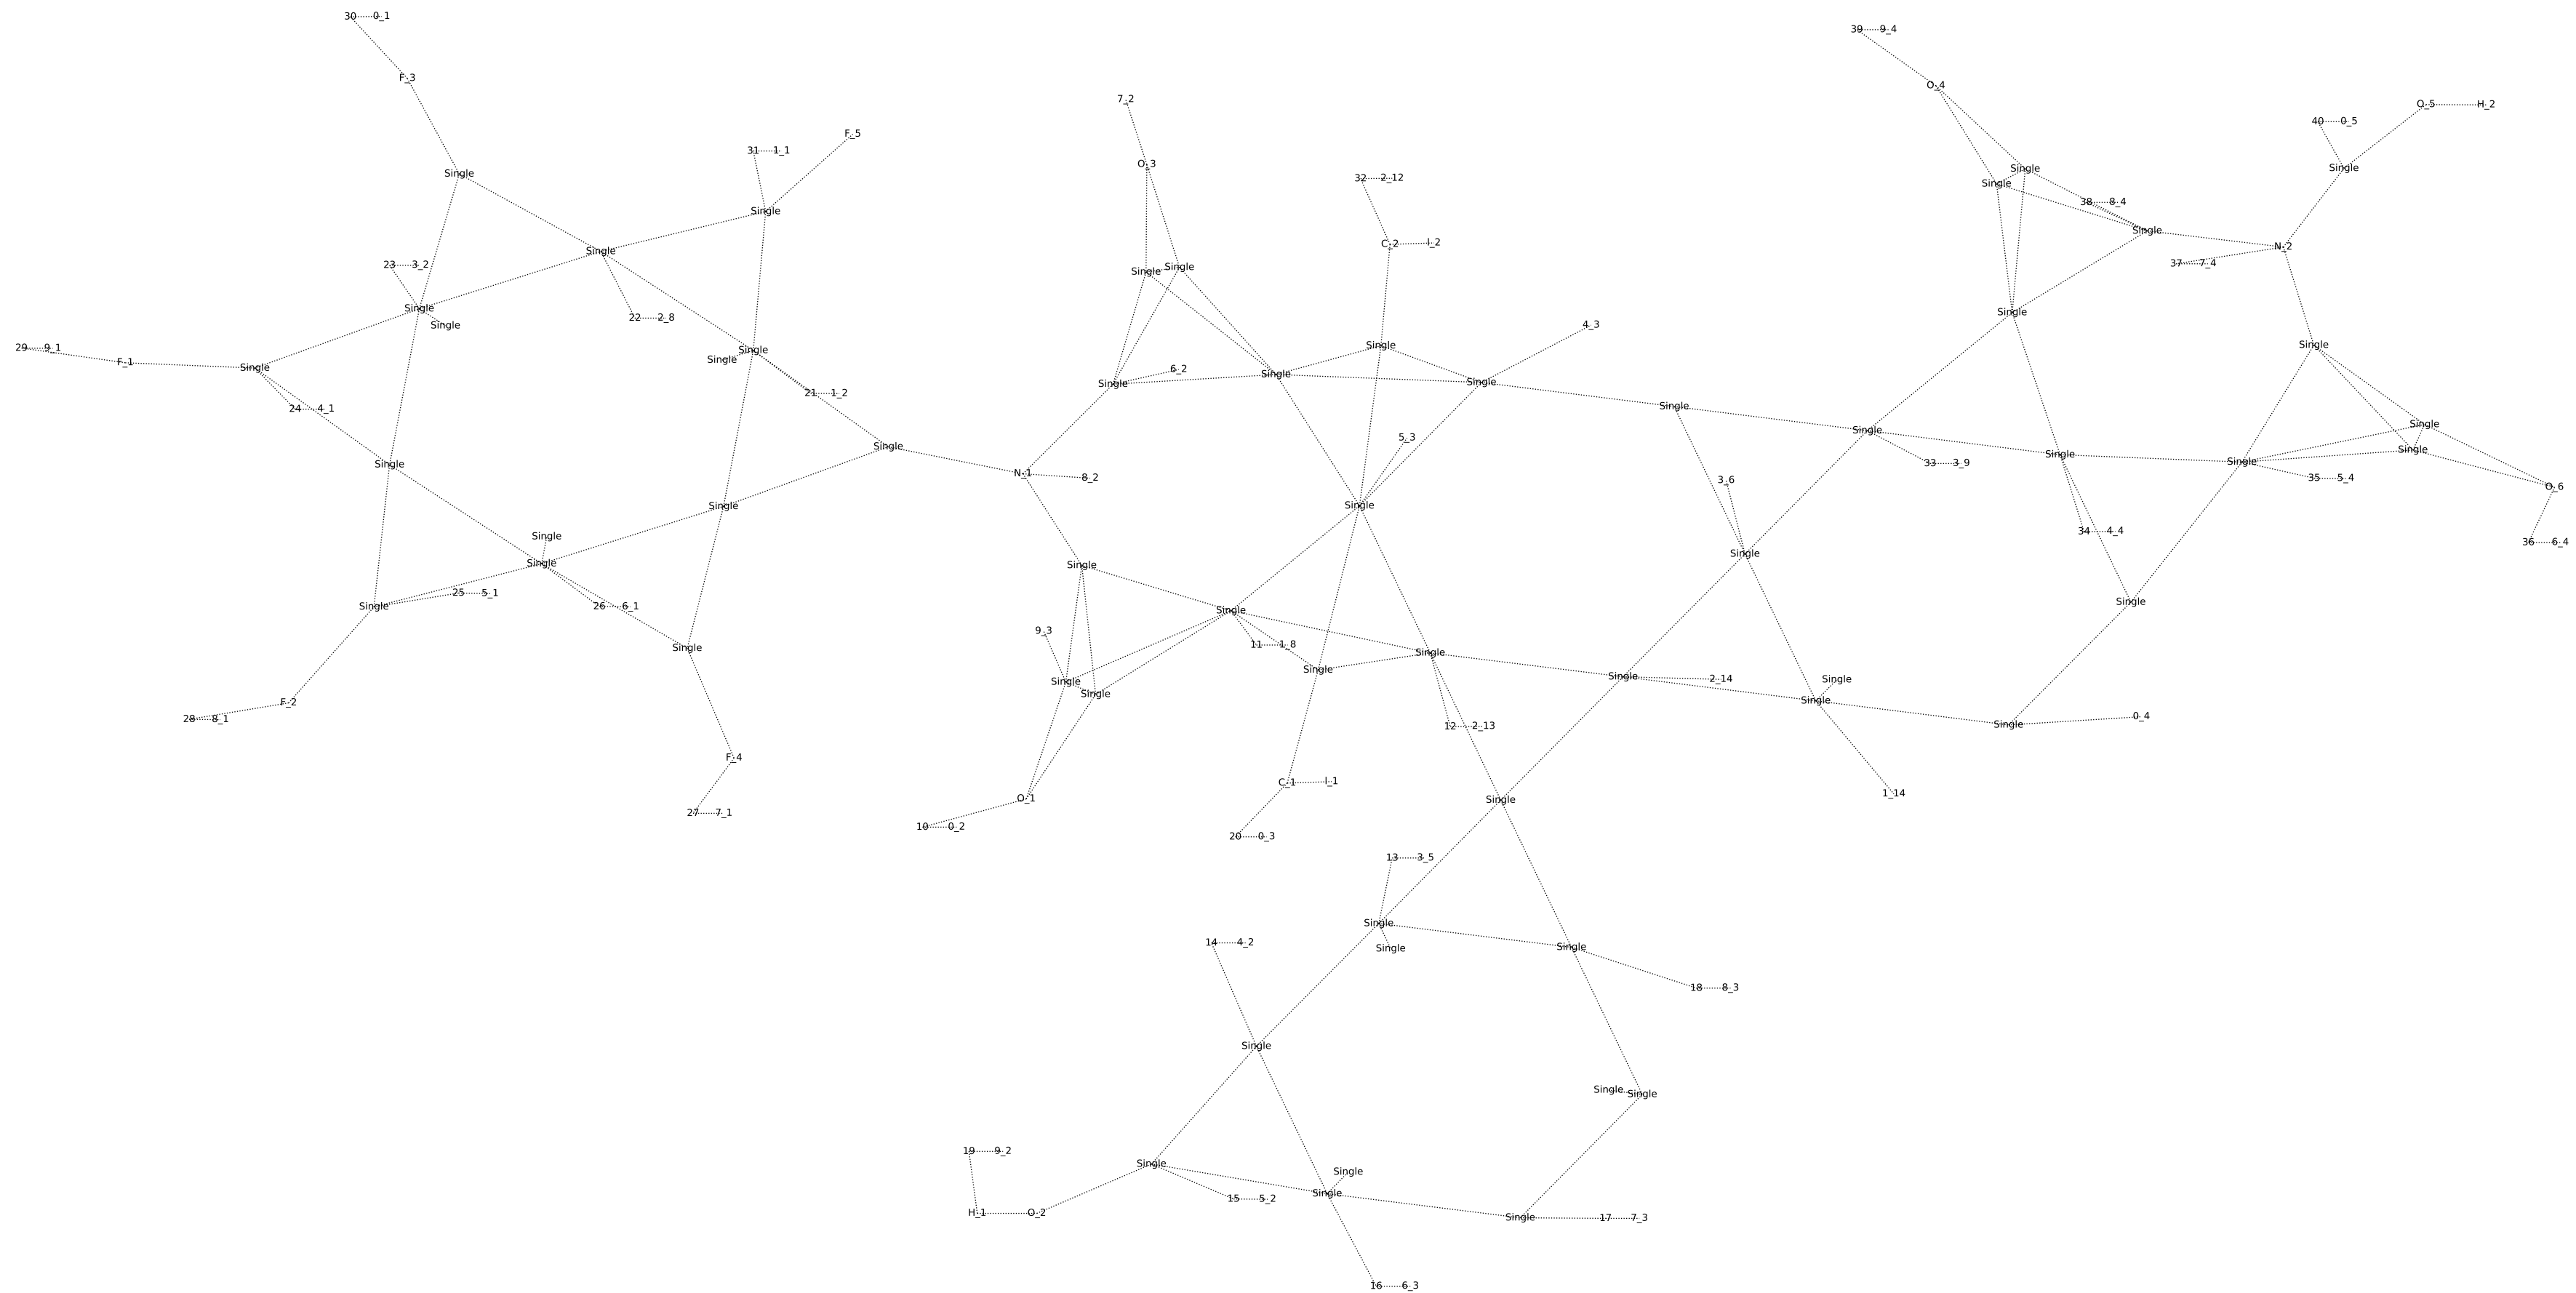 30 0_1
39 9_4
F_3
O_4
7_2
O_5 H_2
40 0_5
F_5
31 1_1
O_3
Single
Single
Single
32 2_12
Single
38 8_4
Single
Single
C_2 I_2
N_2
Single
37 7_4
23 3_2
Single
Single
Single
Single
22 2_8
Single
4_3
Single
Single
Single
29 9_1
Single
Single
F_1
Single
6_2
Single
Single
Single
21 1_2
24 4_1
Single
Single
Single
5_3
Single
Single
Single
Single
Single
33 3_9
N_1
8_2
35 5_4
3_6
O_6
Single
Single
34 4_4
Single
36 6_4
Single
Single
Single
25 5_1
Single
26 6_1
Single
Single
9_3
11 1_8
Single
Single
Single
Single
2_14
Single
Single
Single
Single
F_2
28 8_1
0_4
Single
12 2_13
F_4
C_1 I_1
1_14
O_1
Single
27 7_1
10 0_2
20 0_3
13 3_5
Single
14 4_2
Single
Single
18 8_3
Single
Single
Single
19 9_2
Single
Single
Single
15 5_2
H_1 O_2
Single
17 7_3
16 6_3